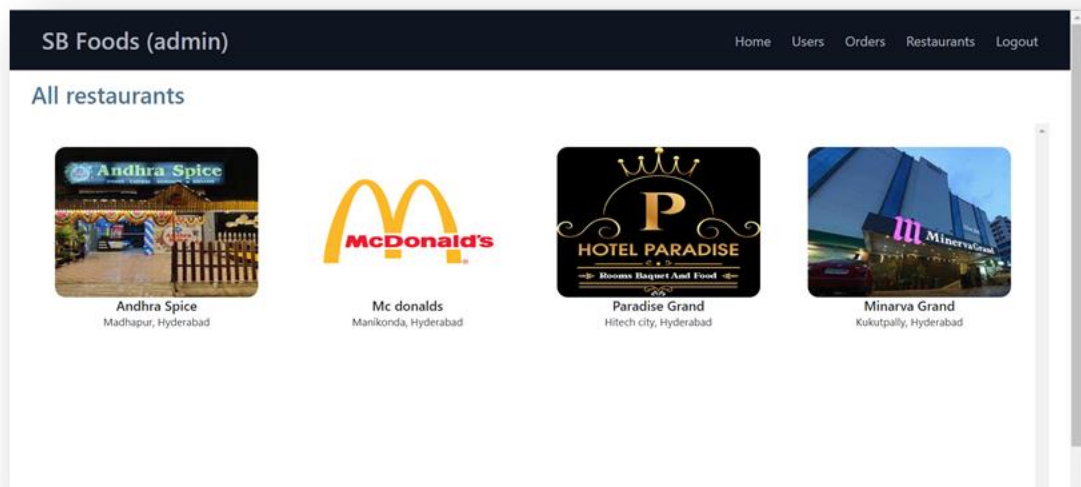 SB Foods (admin)
Home Users Orders Restaurants Logout
All restaurants
Andhra Spice
McDonald's
HOTEL PARADISE
P
Rooms Baquet And Food
Minerva Grand
Andhra Spice
Madhapur, Hyderabad
Mc donalds
Manikonda, Hyderabad
Paradise Grand
Hitech city, Hyderabad
Minarva Grand
Kukutpally, Hyderabad